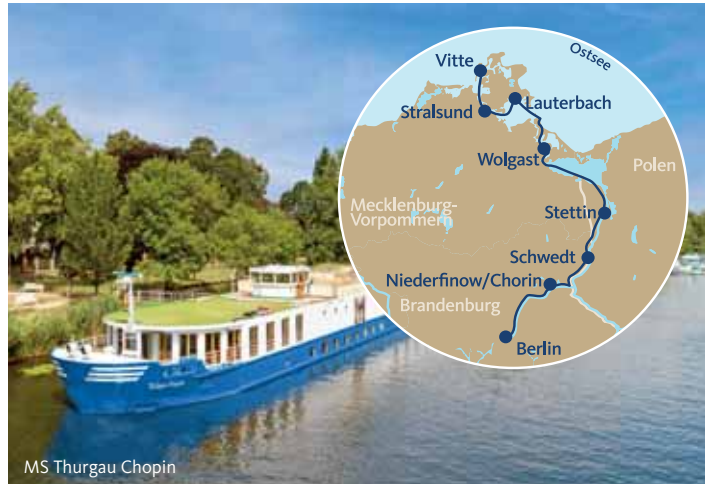 Ostsee
Vitte
Lauterbach
Stralsund
Wolgast
Polen
Mecklenburg-
Vorpommern
Stettin
Schwedt
Niederfinow/Chorin
Brandenburg
Berlin
MS Thurgau Chopin